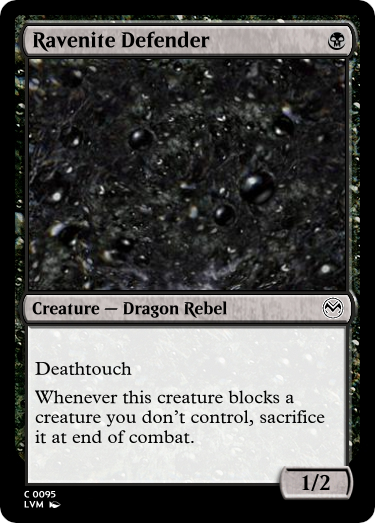 Ravenite Defender
Creature — Dragon Rebel
Deathtouch
Whenever this creature blocks a
creature you don't control, sacrifice
it at end of combat.
1/2
C 0095
LVM